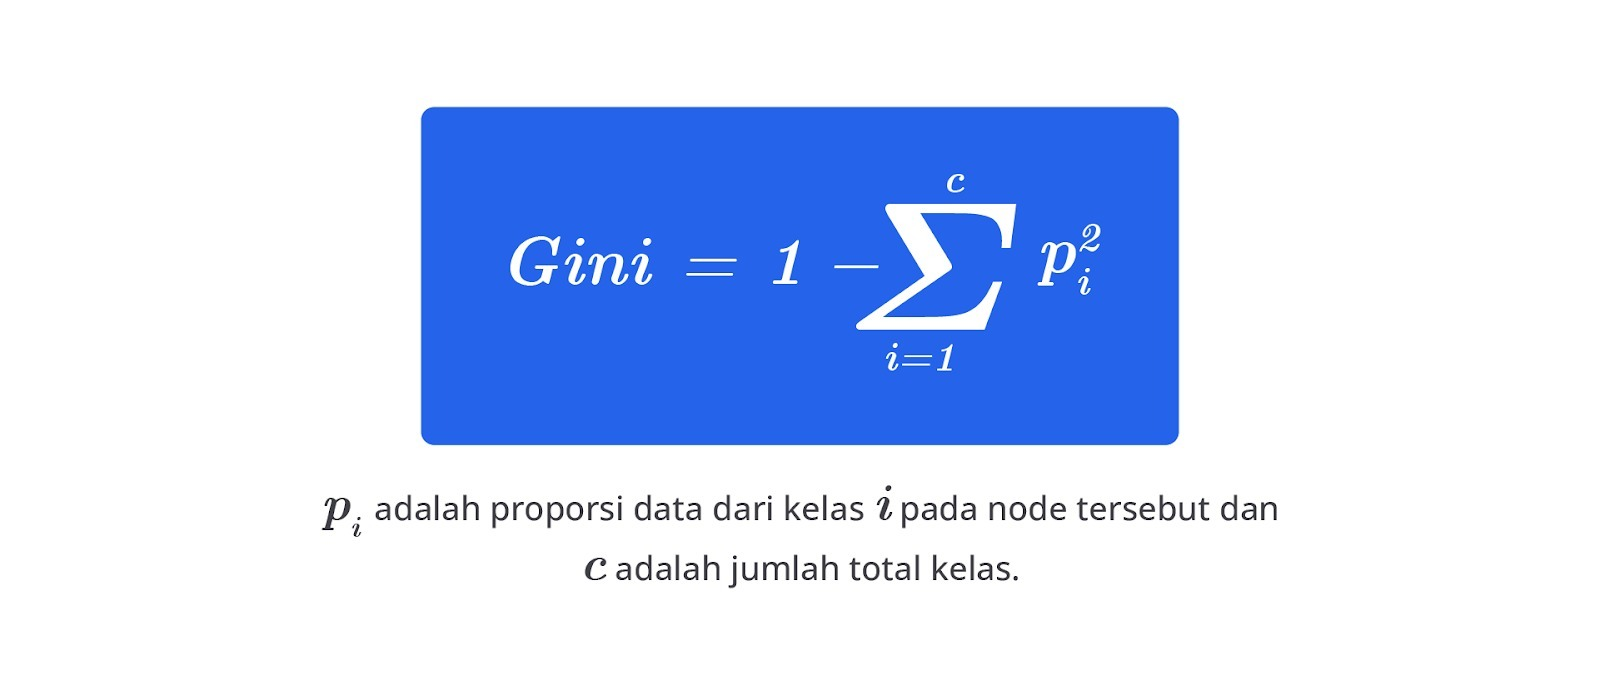 Gini = 1 − ∑_{i=1}^{c} p_i^2
p_i adalah proporsi data dari kelas i pada node tersebut dan
c adalah jumlah total kelas.